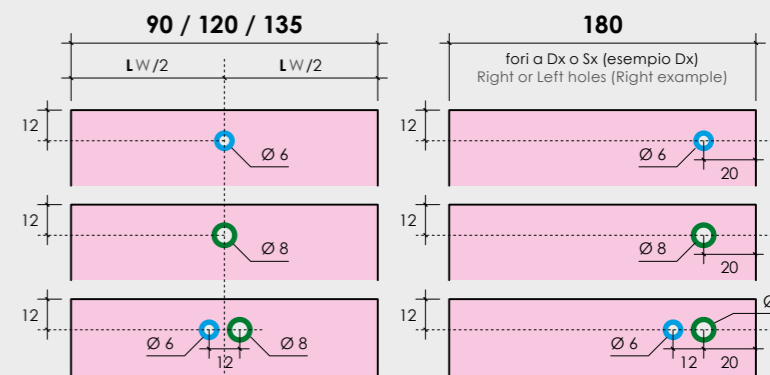 90 / 120 / 135
180
LW/2
LW/2
fori a Dx o Sx (esempio Dx)
Right or Left holes (Right example)
12
Ø 6
12
Ø 6
20
12
Ø 8
12
Ø 8
20
12
Ø 6
Ø 8
12
12
Ø
Ø 6
12
20